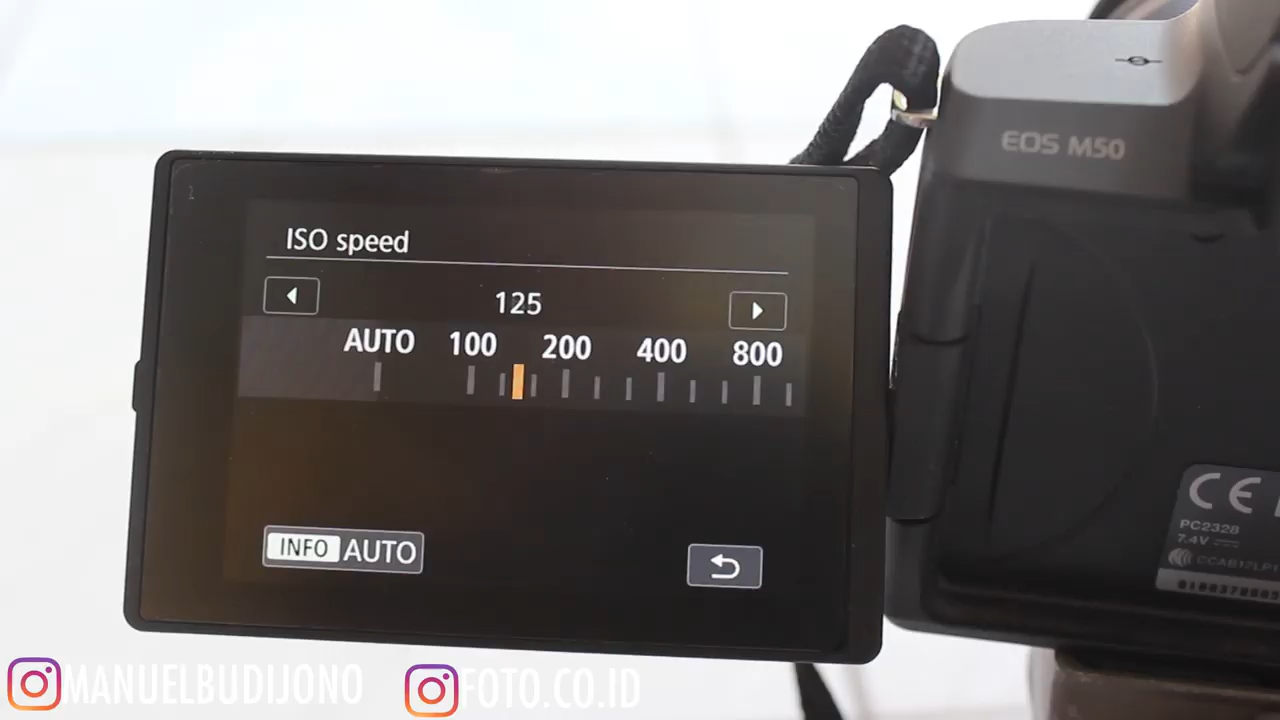 EOS M50
ISO speed
125
AUTO 100 200 400 800
INFO AUTO
CE
PC2328
7.4V
MANUELBUDIJONO FOTO.CO.ID